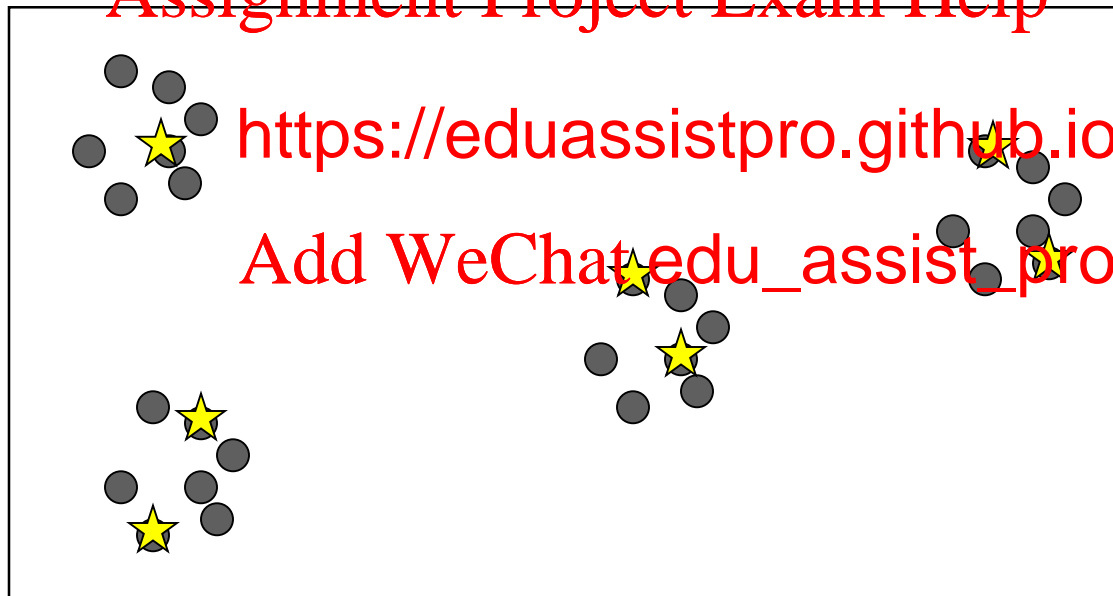 Assignment Project Exam Help
https://eduassistpro.github.io
Add WeChat edu_assist_pro